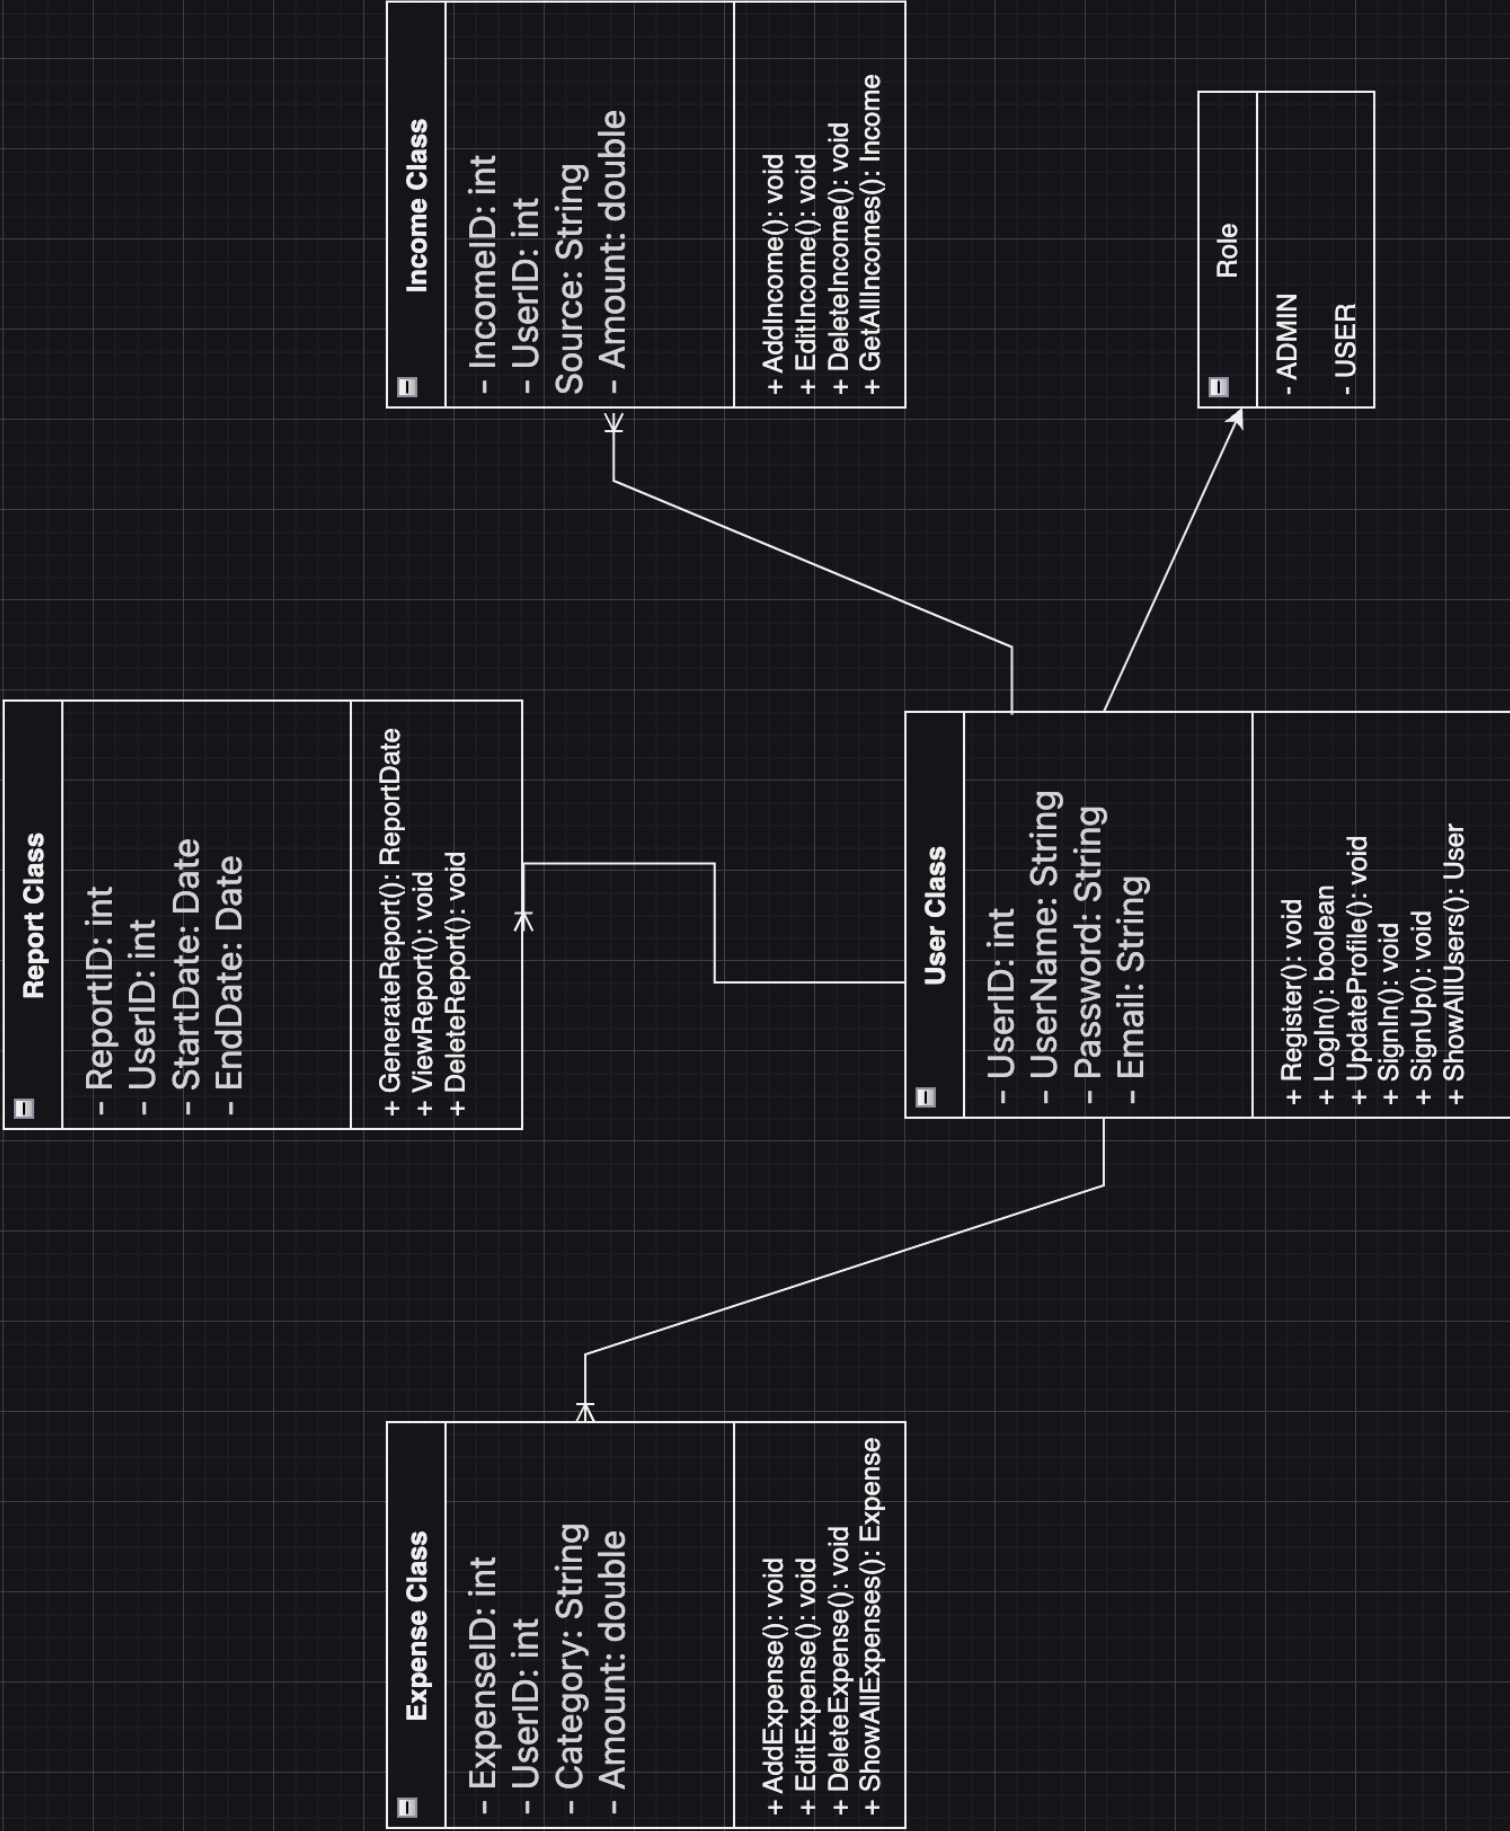 Report Class
- ReportID: int
- UserID: int
- StartDate: Date
- EndDate: Date
+ GenerateReport(): ReportDate
+ ViewReport(): void
+ DeleteReport(): void
Expense Class
- ExpenseID: int
- UserID: int
- Category: String
- Amount: double
+ AddExpense(): void
+ EditExpense(): void
+ DeleteExpense(): void
+ ShowAllExpenses(): Expense
Income Class
- IncomeID: int
- UserID: int
Source: String
- Amount: double
+ AddIncome(): void
+ EditIncome(): void
+ DeleteIncome(): void
+ GetAllIncomes(): Income
User Class
- UserID: int
- UserName: String
- Password: String
- Email: String
+ Register(): void
+ LogIn(): boolean
+ UpdateProfile(): void
+ SignIn(): void
+ SignUp(): void
+ ShowAllUsers(): User
Role
- ADMIN
- USER